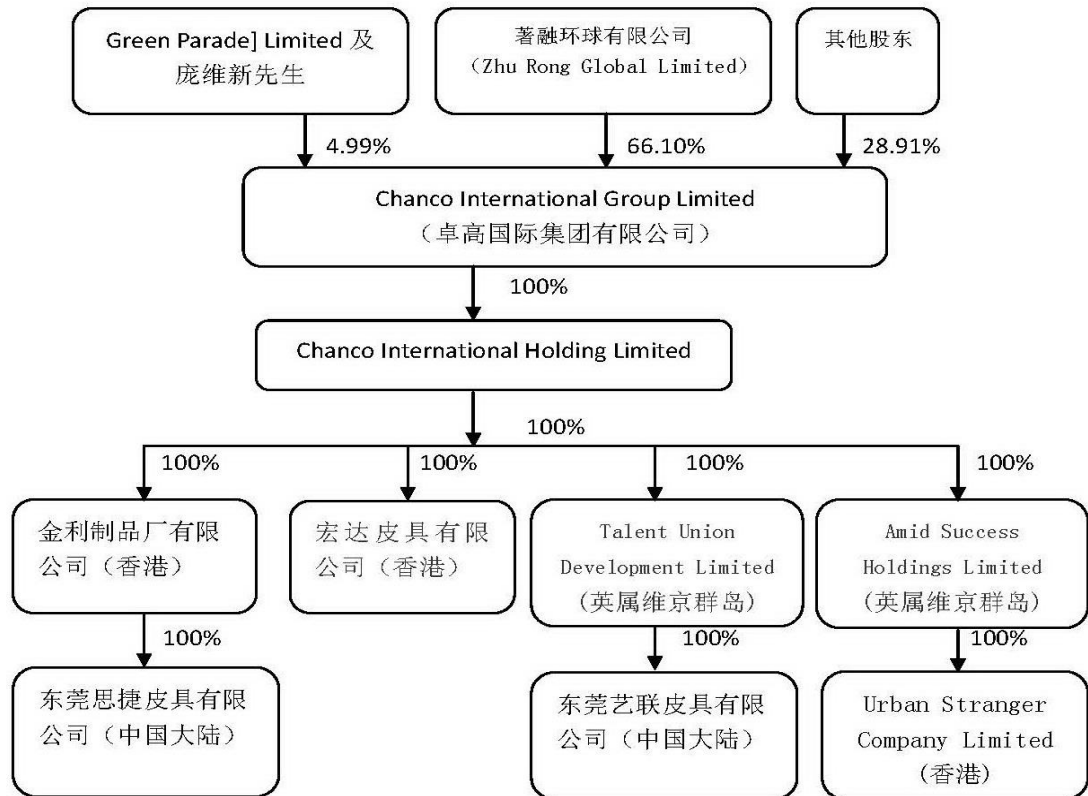 Green Parade] Limited 及
庞维新先生
著融环球有限公司
（Zhu Rong Global Limited）
其他股东
4.99%
66.10%
28.91%
Chanco International Group Limited
（卓高国际集团有限公司）
100%
Chanco International Holding Limited
100%
100%
100%
100%
100%
金利制品厂有限
公司（香港）
宏达皮具有限
公司（香港）
Talent Union
Development Limited
(英属维京群岛)
Amid Success
Holdings Limited
(英属维京群岛)
100%
100%
100%
东莞思捷皮具有限
公司（中国大陆）
东莞艺联皮具有限
公司（中国大陆）
Urban Stranger
Company Limited
(香港)